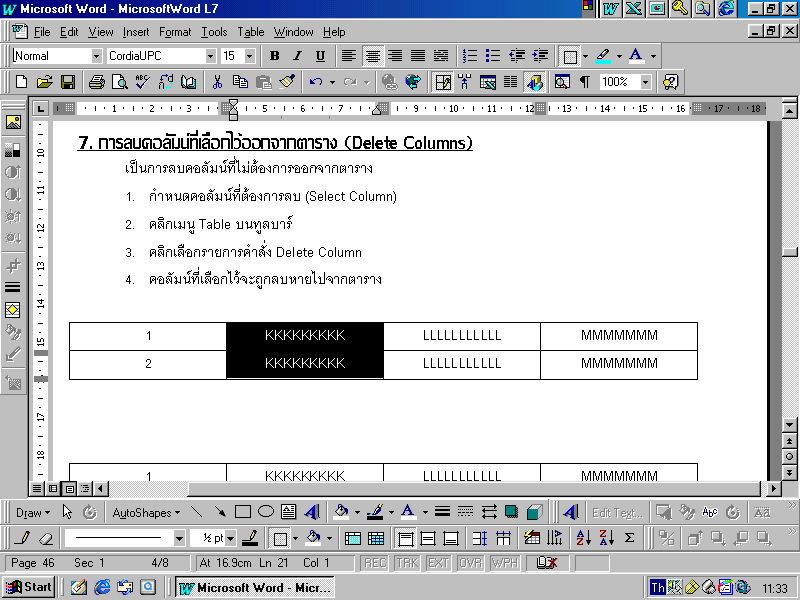 Microsoft Word - MicrosoftWord L7
File Edit View Insert Format Tools Table Window Help
Normal CordiaUPC 15 B I U
100%
7. การลบคอลัมน์ที่เลือกไว้ออกจากตาราง (Delete Columns)
เป็นการลบคอลัมน์ที่ไม่ต้องการออกจากตาราง
1. กำหนดคอลัมน์ที่ต้องการลบ (Select Column)
2. คลิกเมนู Table บนทูลบาร์
3. คลิกเลือกรายการคำสั่ง Delete Column
4. คอลัมน์ที่เลือกไว้จะถูกลบหายไปจากตาราง
1 KKKKKKKKK LLLLLLLLLLL MMMMMMM
2 KKKKKKKKK LLLLLLLLLLL MMMMMMM
1 KKKKKKKKK LLLLLLLLLLL MMMMMMM
Draw AutoShapes Edit Text...
½ pt
Page 46 Sec 1 4/8 At 16.9cm Ln 21 Col 1 REC TRK EXT OVR WPH
Start Microsoft Word - Micr... Th 11:33